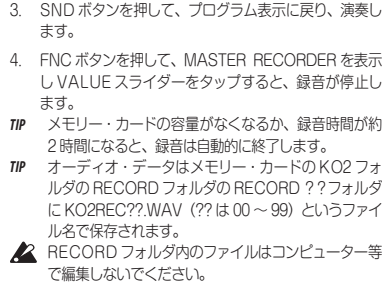 3. SND ボタンを押して、プログラム表示に戻り、演奏し
ます。
4. FNC ボタンを押して、MASTER RECORDER を表示
し VALUE スライダーをタップすると、録音が停止し
ます。
TIP メモリー・カードの容量がなくなるか、録音時間が約
2 時間になると、録音は自動的に終了します。
TIP オーディオ・データはメモリー・カードの KO2 フォ
ルダの RECORD フォルダの RECORD ？？フォルダ
に KO2REC??.WAV（?? は 00 ～ 99）というファイ
ル名で保存されます。
RECORD フォルダ内のファイルはコンピューター等
で編集しないでください。